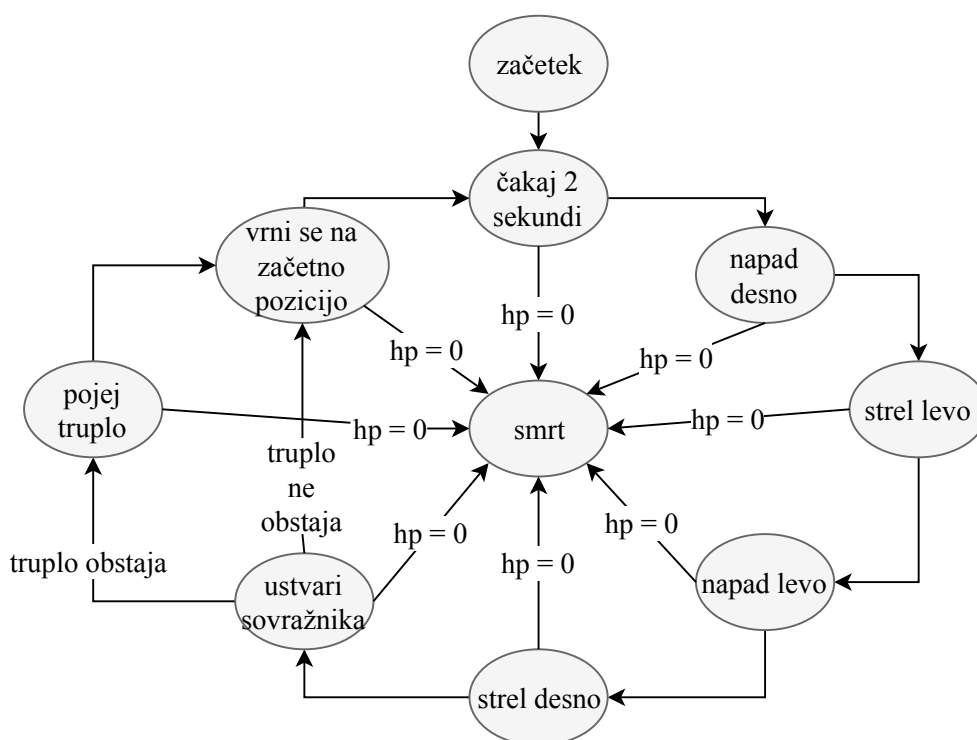 začetek
čakaj 2
sekundi
vrni se na
začetno
pozicijo
napad
desno
hp = 0
hp = 0
hp = 0
pojej
truplo
hp = 0
smrt
hp = 0
strel levo
truplo
ne
obstaja
hp = 0
hp = 0
hp = 0
truplo obstaja
ustvari
sovražnika
napad levo
strel desno